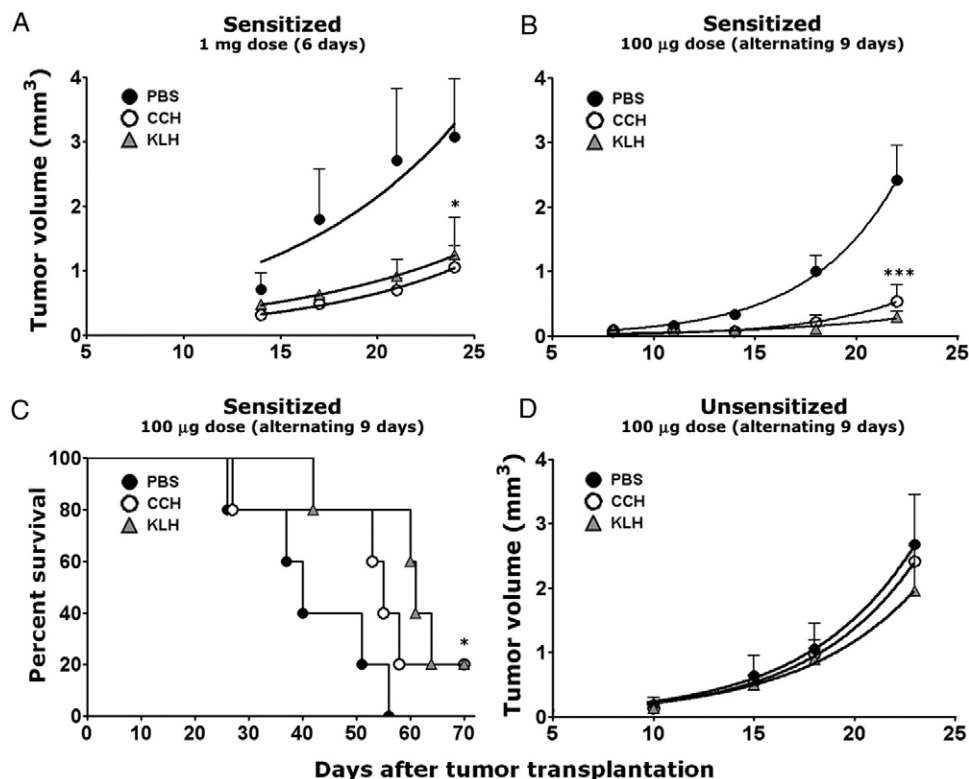 A
Sensitized
1 mg dose (6 days)
Tumor volume (mm³)
4
3
2
1
0
PBS
CCH
KLH
*
5 10 15 20 25
B
Sensitized
100 μg dose (alternating 9 days)
4
3
2
1
0
PBS
CCH
KLH
***
5 10 15 20 25
C
Sensitized
100 μg dose (alternating 9 days)
Percent survival
100
80
60
40
20
0
PBS
CCH
KLH
*
0 10 20 30 40 50 60 70
D
Unsensitized
100 μg dose (alternating 9 days)
Tumor volume (mm³)
4
3
2
1
0
PBS
CCH
KLH
5 10 15 20 25
Days after tumor transplantation